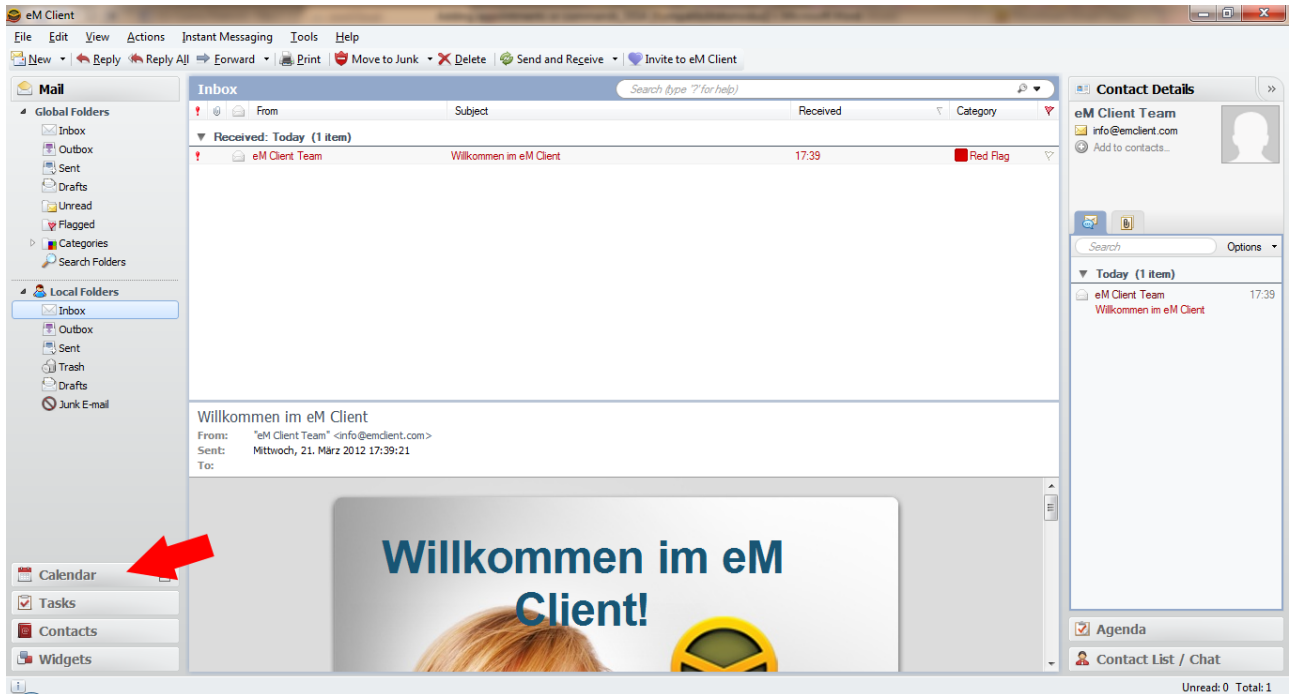 eM Client
File Edit View Actions Instant Messaging Tools Help
New Reply Reply All Forward Print Move to Junk Delete Send and Receive Invite to eM Client
Mail
Global Folders
Inbox
Outbox
Sent
Drafts
Unread
Flagged
Categories
Search Folders
Local Folders
Inbox
Outbox
Sent
Trash
Drafts
Junk E-mail
Calendar
Tasks
Contacts
Widgets
Inbox Search (type '?' for help)
From Subject Received Category
Received: Today (1 item)
eM Client Team Willkommen im eM Client 17:39 Red Flag
Willkommen im eM Client
From: "eM Client Team" <info@emclient.com>
Sent: Mittwoch, 21. März 2012 17:39:21
To:
Willkommen im eM
Client!
Contact Details
eM Client Team
info@emclient.com
Add to contacts...
Search Options
Today (1 item)
eM Client Team 17:39
Willkommen im eM Client
Agenda
Contact List / Chat
Unread: 0 Total: 1